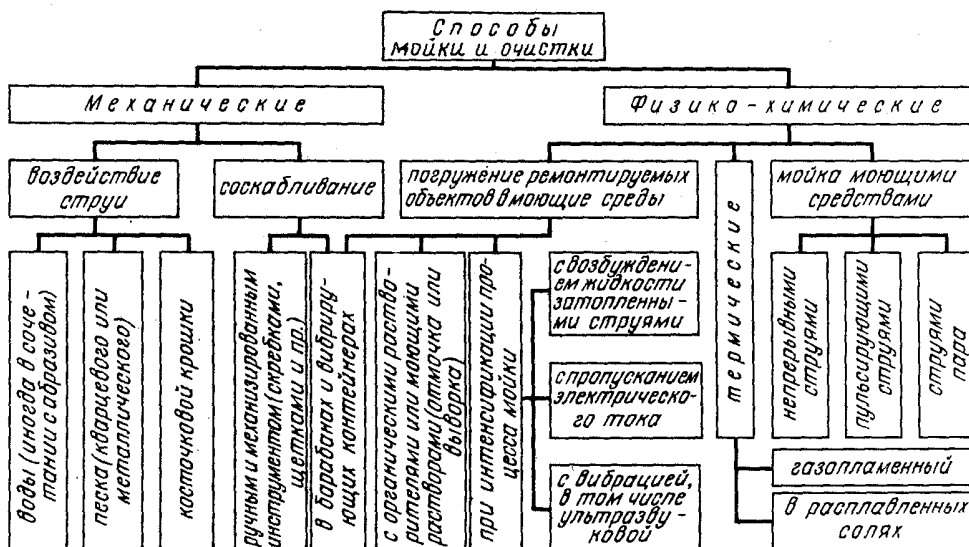 Способы
мойки и очистки
Механические
Физико-химические
воздействие
струи
соскабливание
погружение ремонтируемых
объектов в моющие среды
термические
мойка моющими
средствами
воды (иногда в соче-
тании с абразивом)
песка (кварцевого или
металлического)
косточковой крошки
ручным и механизированным
инструментом (скребками,
щетками и пр.)
в барабанах и вибриру-
ющих контейнерах
с органическими раство-
рителями или моющими
растворами (отмочка или
выварка)
при интенсификации про-
цесса мойки
с возбуждени-
ем жидкости
затопленны-
ми струями
с пропусканием
электрическо-
го тока
с вибрацией,
в том числе
ультразву-
ковой
непрерывными
струями
пульсирующими
струями
струями
пара
газопламенный
в расплавленных
солях